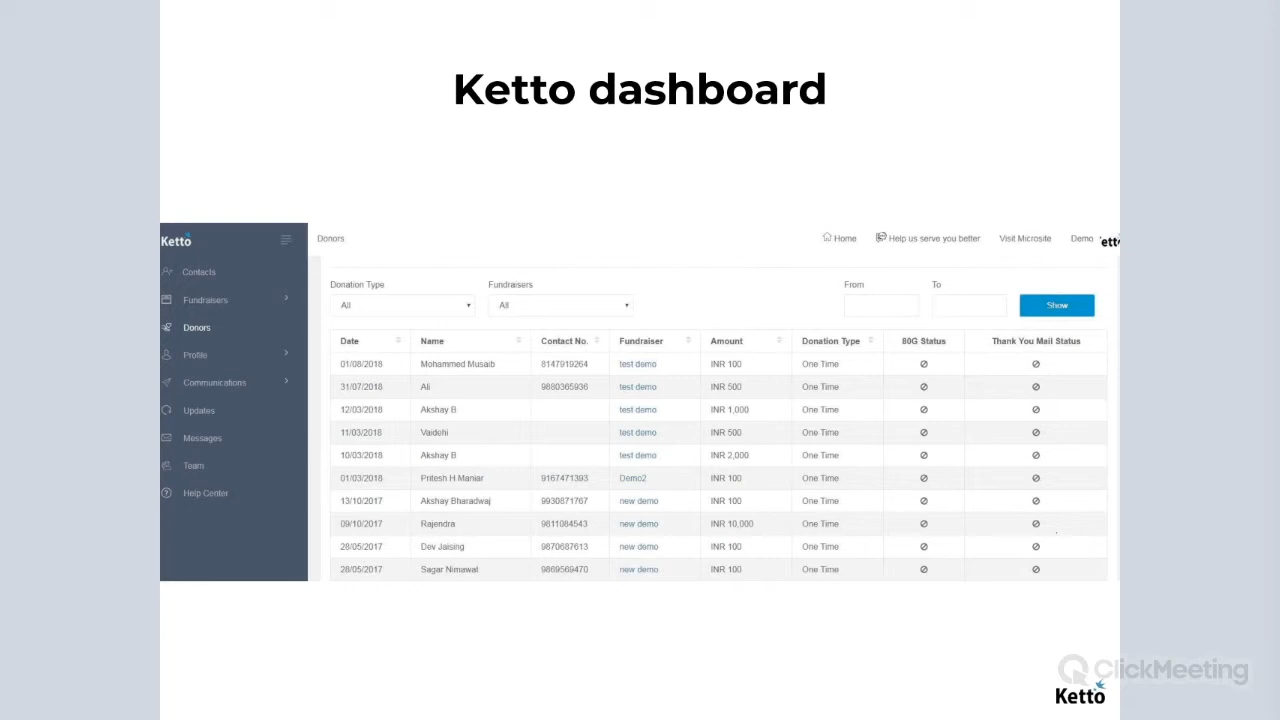 Ketto dashboard
Ketto
Donors
Home
Help us serve you better
Visit Microsite
Demo
Contacts
Fundraisers
Donors
Profile
Communications
Updates
Messages
Team
Help Center
Donation Type
Fundraisers
From
To
All
All
Show
Date Name Contact No. Fundraiser Amount Donation Type 80G Status Thank You Mail Status
01/08/2018 Mohammed Musaib 8147919264 test demo INR 100 One Time
31/07/2018 Ali 9880365936 test demo INR 500 One Time
12/03/2018 Akshay B test demo INR 1,000 One Time
11/03/2018 Vaidehi test demo INR 500 One Time
10/03/2018 Akshay B test demo INR 2,000 One Time
01/03/2018 Pritesh H Maniar 9167471393 Demo2 INR 100 One Time
13/10/2017 Akshay Bharadwaj 9930871767 new demo INR 100 One Time
09/10/2017 Rajendra 9811084543 new demo INR 10,000 One Time
28/05/2017 Dev Jaising 9870687613 new demo INR 100 One Time
28/05/2017 Sagar Nimawat 9869569470 new demo INR 100 One Time
ClickMeeting
Ketto